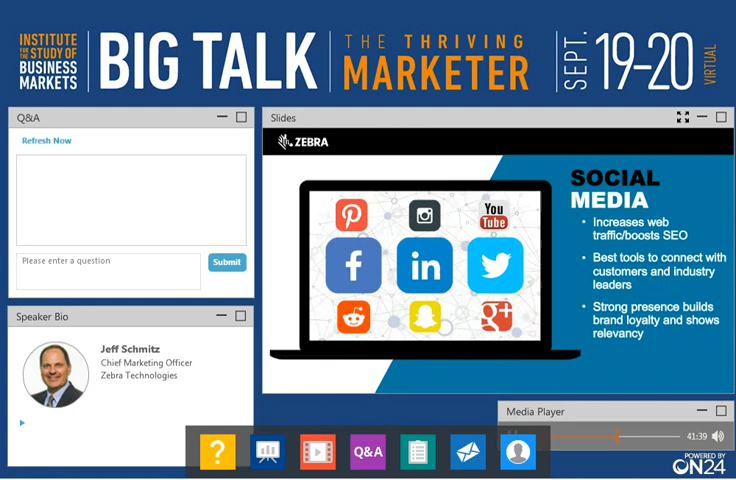 INSTITUTE
FOR THE STUDY OF
BUSINESS
MARKETS
BIG TALK
THE THRIVING
MARKETER
SEPT.
19–20
VIRTUAL
Q&A
Refresh Now
Please enter a question
Submit
Speaker Bio
Jeff Schmitz
Chief Marketing Officer
Zebra Technologies
Slides
ZEBRA
You
Tube
f
in
g+
SOCIAL
MEDIA
• Increases web
traffic/boosts SEO
• Best tools to connect with
customers and industry
leaders
• Strong presence builds
brand loyalty and shows
relevancy
Media Player
41:39
?
Q&A
POWERED BY
ON24